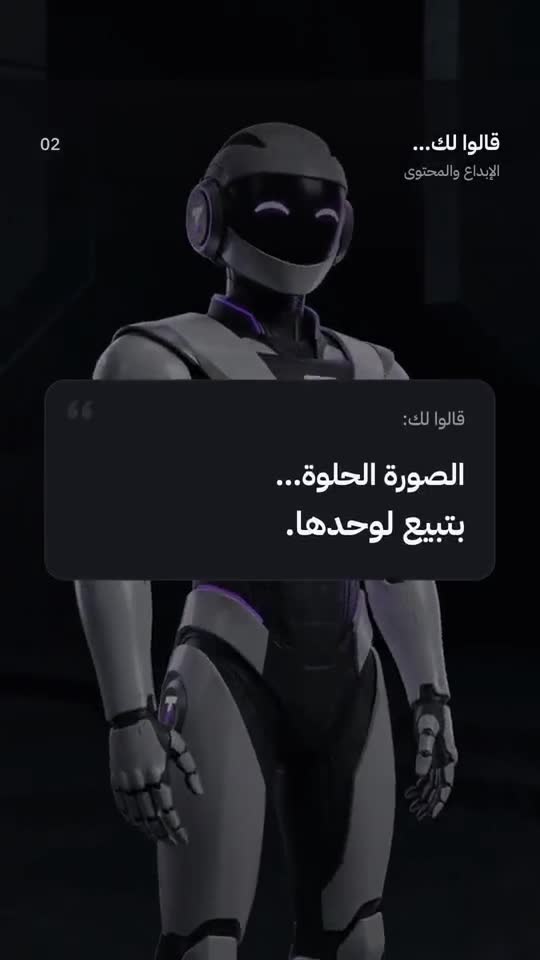 قالوا لك...
02
الإبداع والمحتوى
قالوا لك:
الصورة الحلوة...
بتبيع لوحدها.